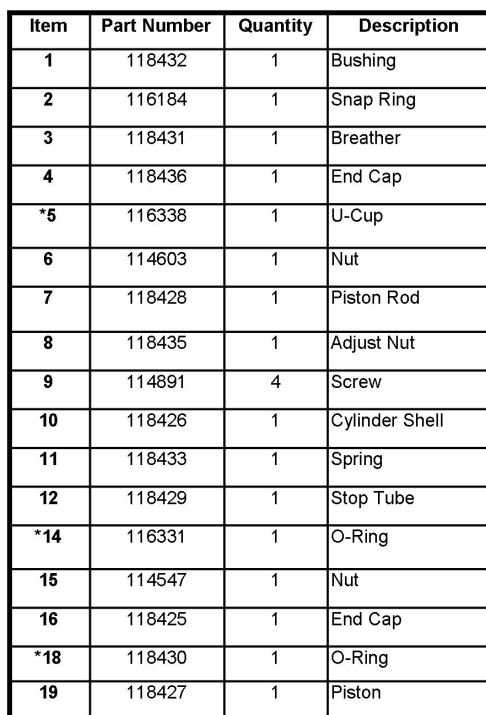 Item Part Number Quantity Description
1 118432 1 Bushing
2 116184 1 Snap Ring
3 118431 1 Breather
4 118436 1 End Cap
*5 116338 1 U-Cup
6 114603 1 Nut
7 118428 1 Piston Rod
8 118435 1 Adjust Nut
9 114891 4 Screw
10 118426 1 Cylinder Shell
11 118433 1 Spring
12 118429 1 Stop Tube
*14 116331 1 O-Ring
15 114547 1 Nut
16 118425 1 End Cap
*18 118430 1 O-Ring
19 118427 1 Piston